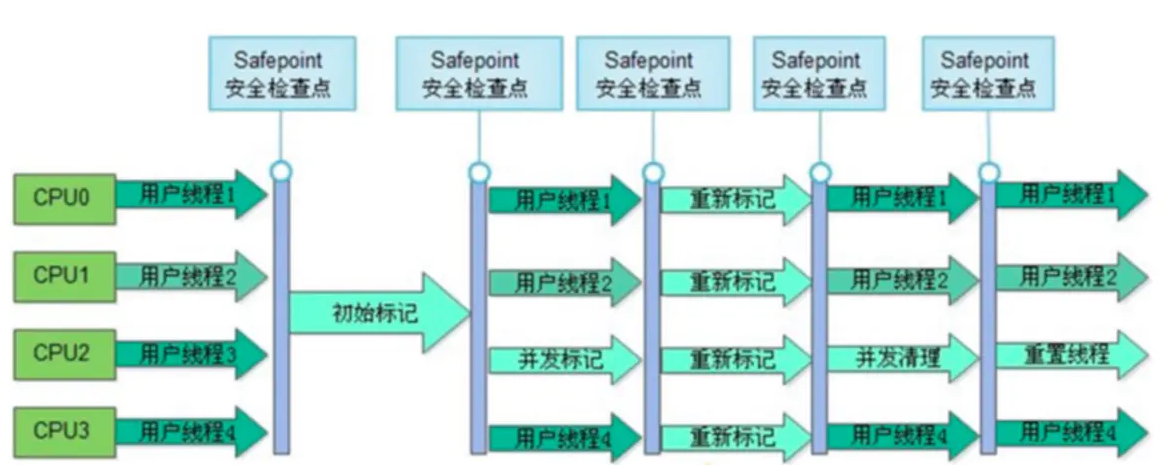 Safepoint
安全检查点
Safepoint
安全检查点
Safepoint
安全检查点
Safepoint
安全检查点
Safepoint
安全检查点
CPU0
用户线程1
用户线程1
重新标记
用户线程1
用户线程1
CPU1
用户线程2
用户线程2
重新标记
用户线程2
用户线程2
初始标记
CPU2
用户线程3
并发标记
重新标记
并发清理
重置线程
CPU3
用户线程4
用户线程4
重新标记
用户线程4
用户线程4